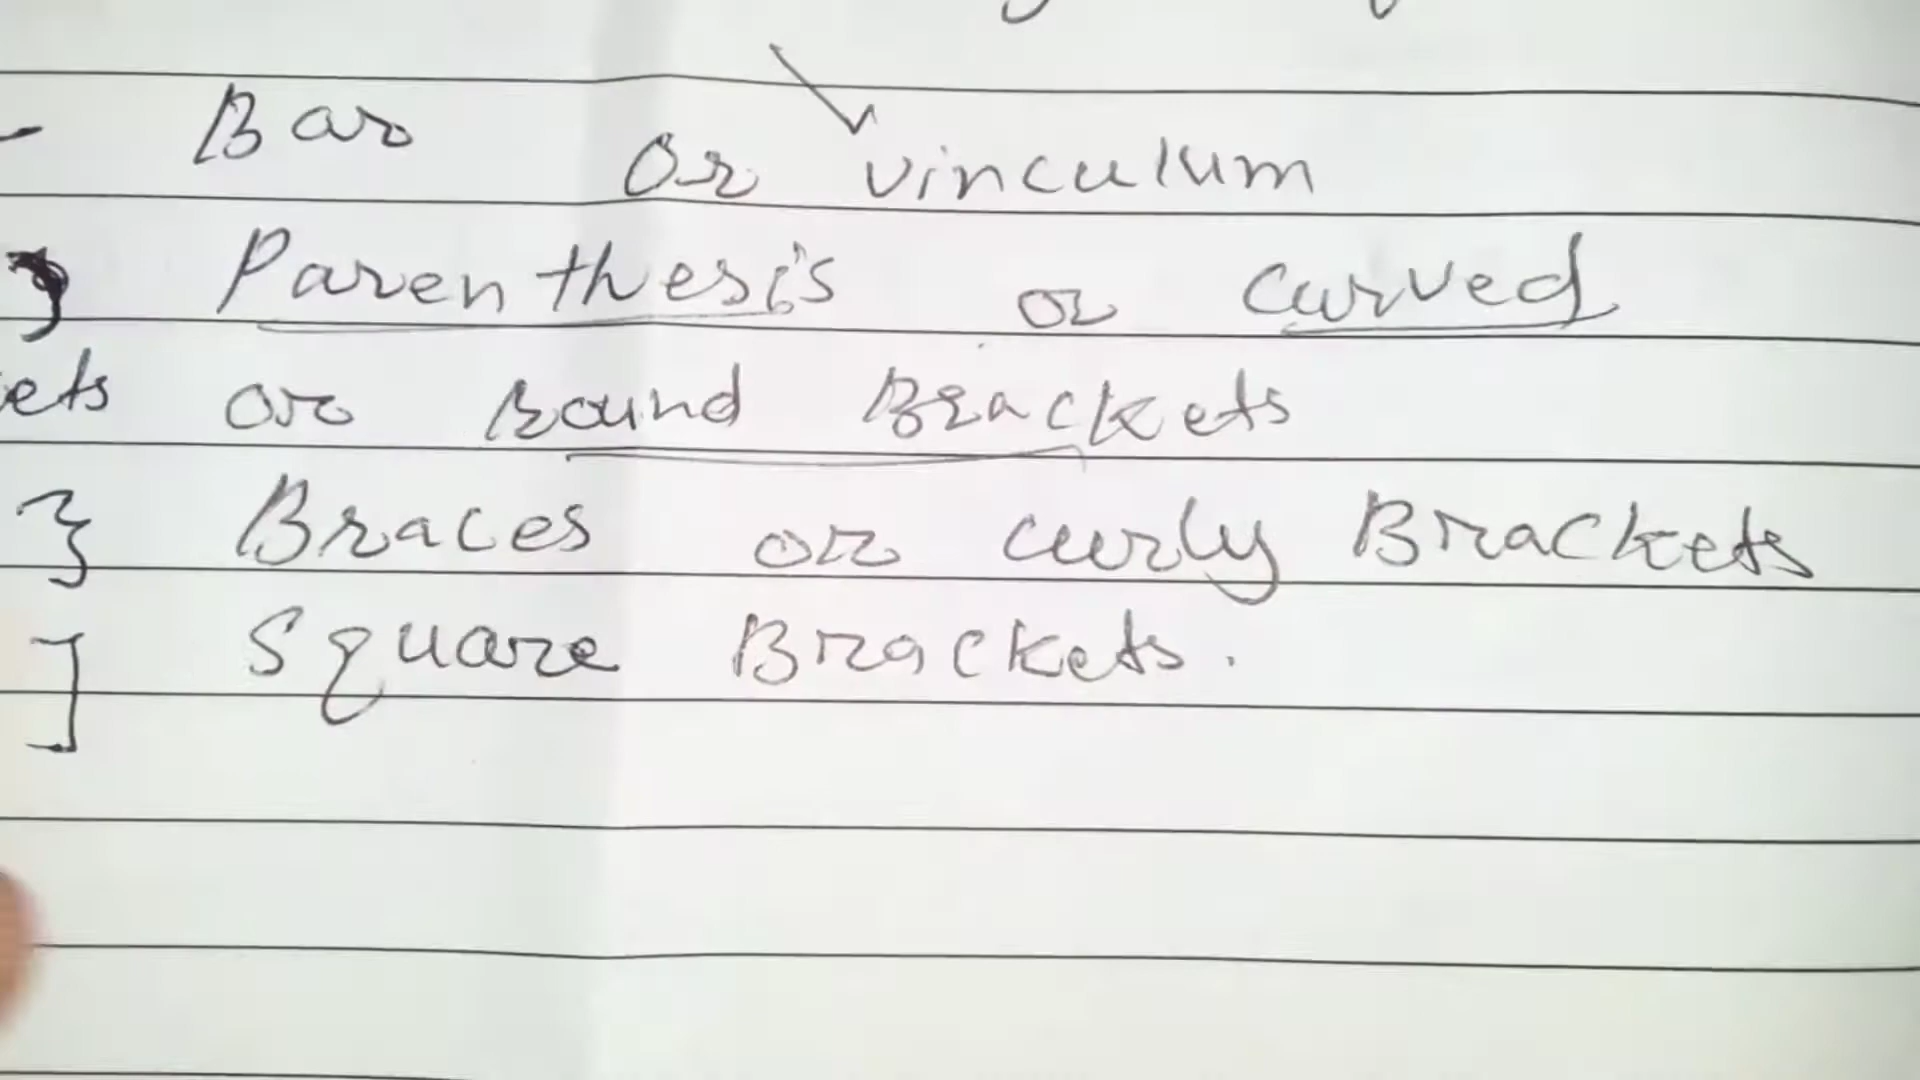 - Bar or vinculum
) Parenthesis or curved
ets or Round Brackets
} Braces or curly Brackets
] Square Brackets.